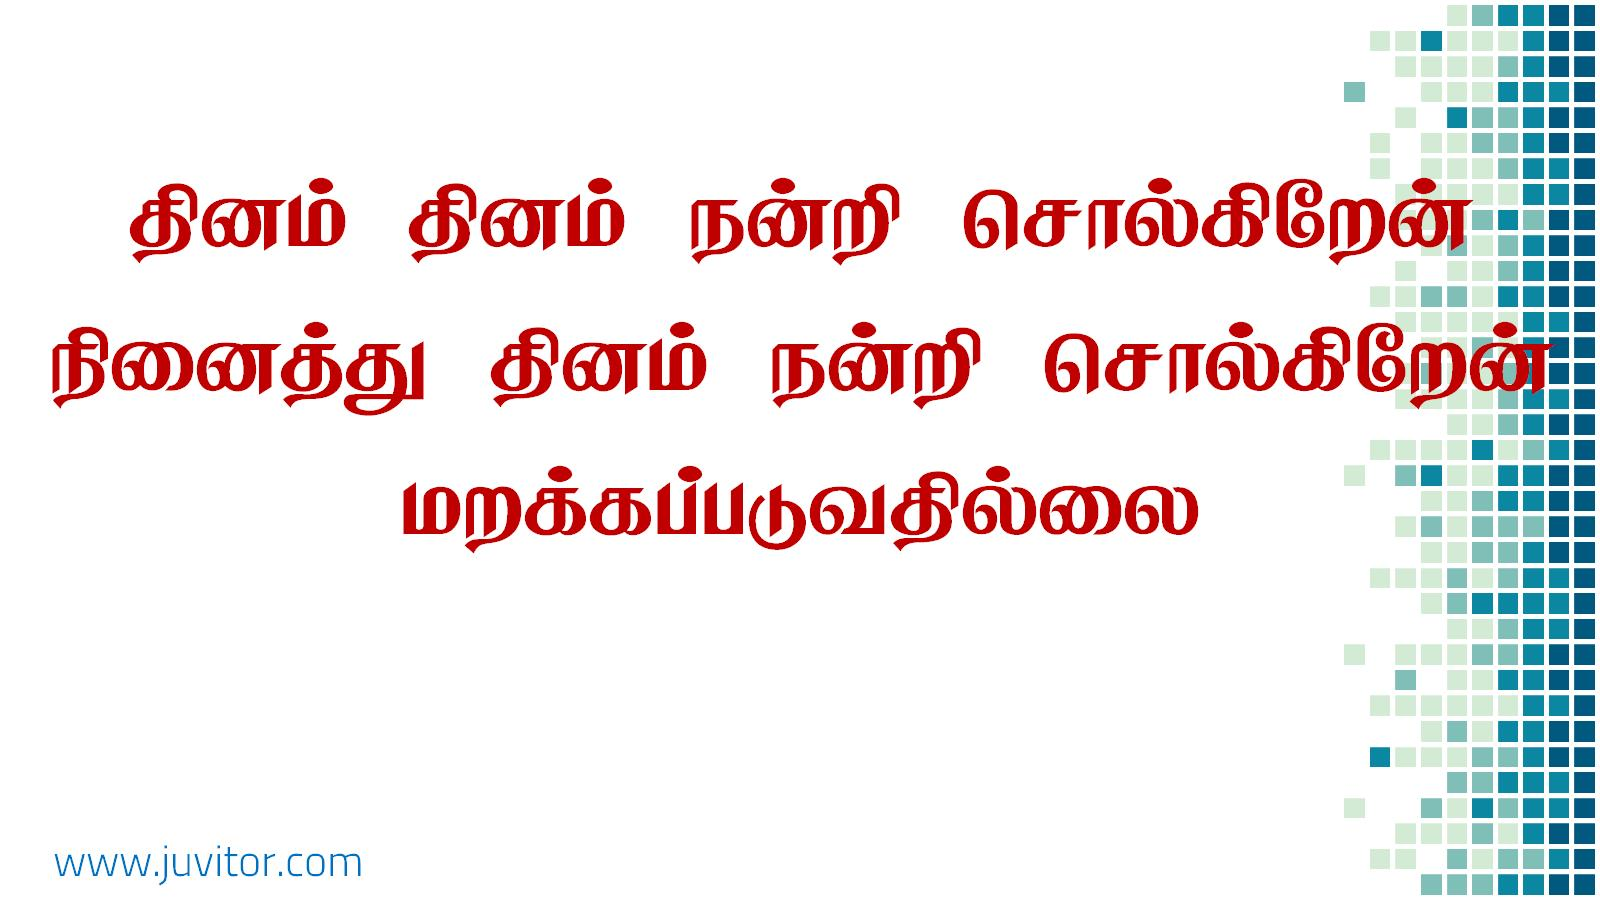 தினம் தினம் நன்றி சொல்கிறேன்
நினைத்து தினம் நன்றி சொல்கிறேன்
மறக்கப்படுவதில்லை
www.juvitor.com